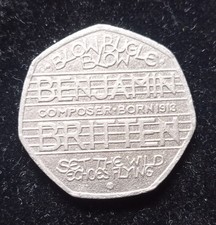 BLOW BUGLE
BLOW
BENJAMIN
COMPOSER · BORN 1913
BRITTEN
SET THE WILD
ECHOES FLYING